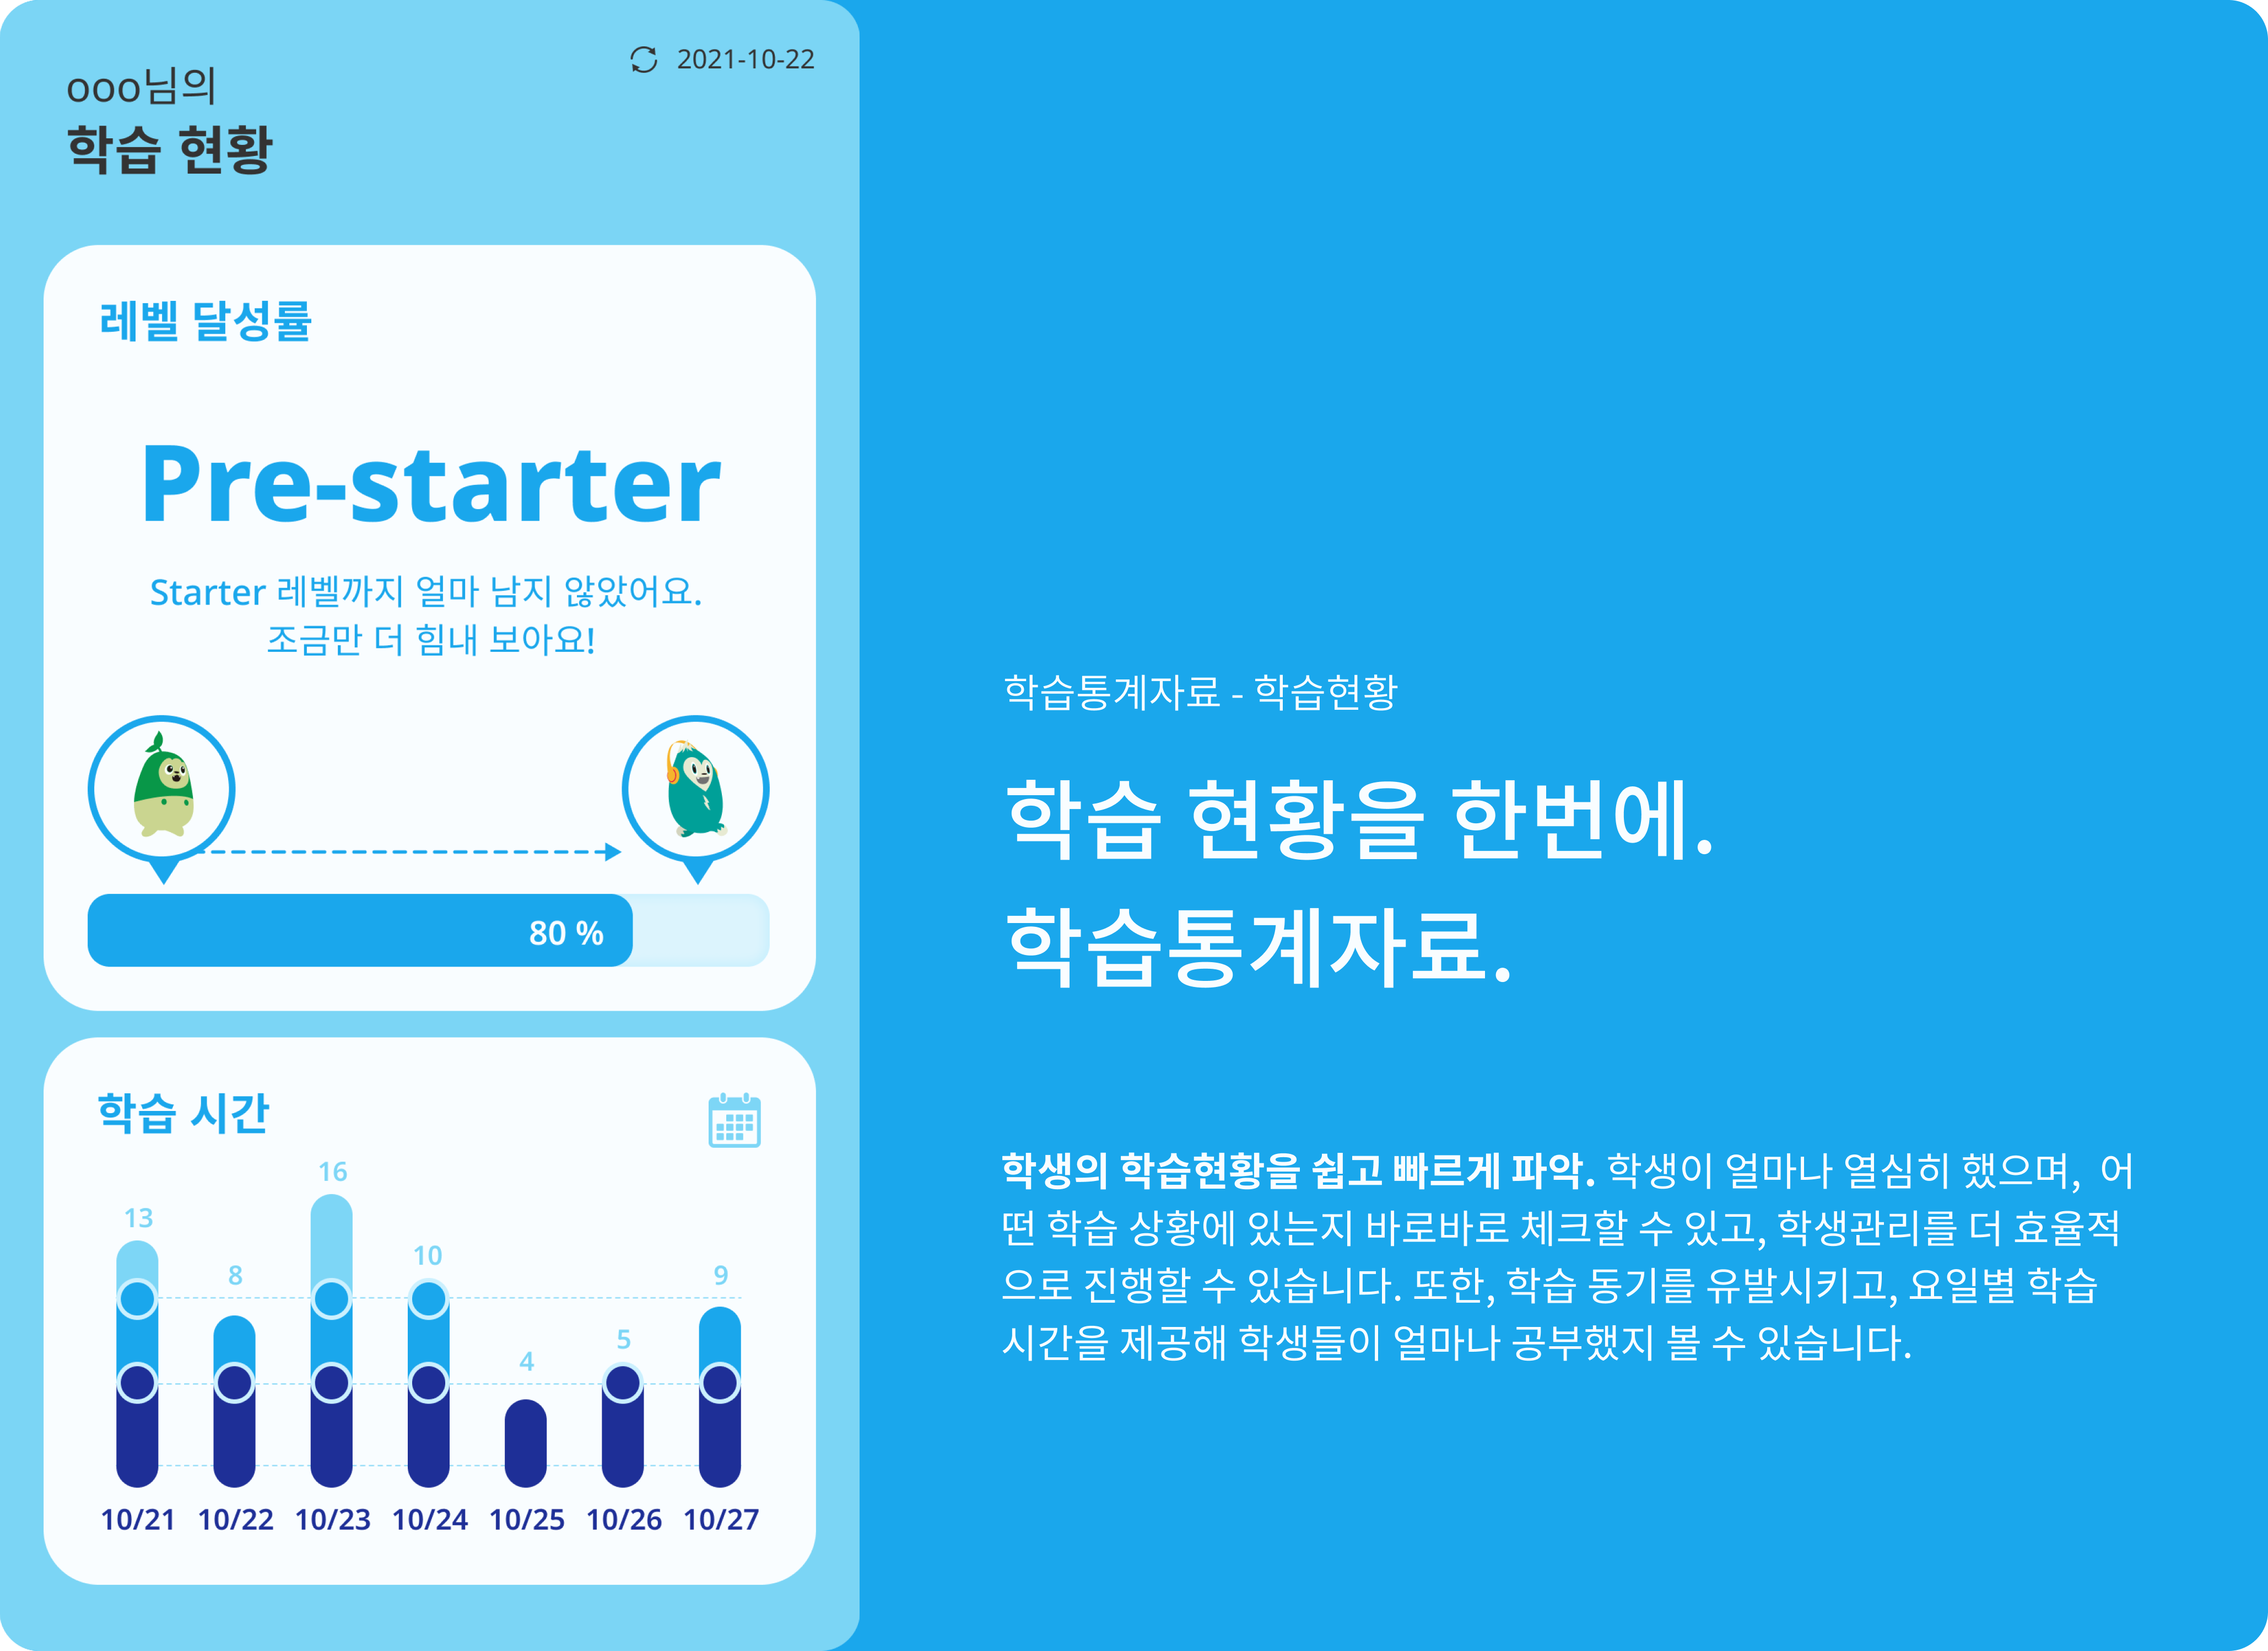 ooo님의
2021-10-22
학습 현황
레벨 달성률
Pre-starter
Starter 레벨까지 얼마 남지 않았어요.
조금만 더 힘내 보아요!
80 %
학습 시간
13
8
16
10
4
5
9
10/21
10/22
10/23
10/24
10/25
10/26
10/27
학습통계자료 - 학습현황
학습 현황을 한번에.
학습통계자료.
학생의 학습현황을 쉽고 빠르게 파악. 학생이 얼마나 열심히 했으며, 어
떤 학습 상황에 있는지 바로바로 체크할 수 있고, 학생관리를 더 효율적
으로 진행할 수 있습니다. 또한, 학습 동기를 유발시키고, 요일별 학습
시간을 제공해 학생들이 얼마나 공부했지 볼 수 있습니다.